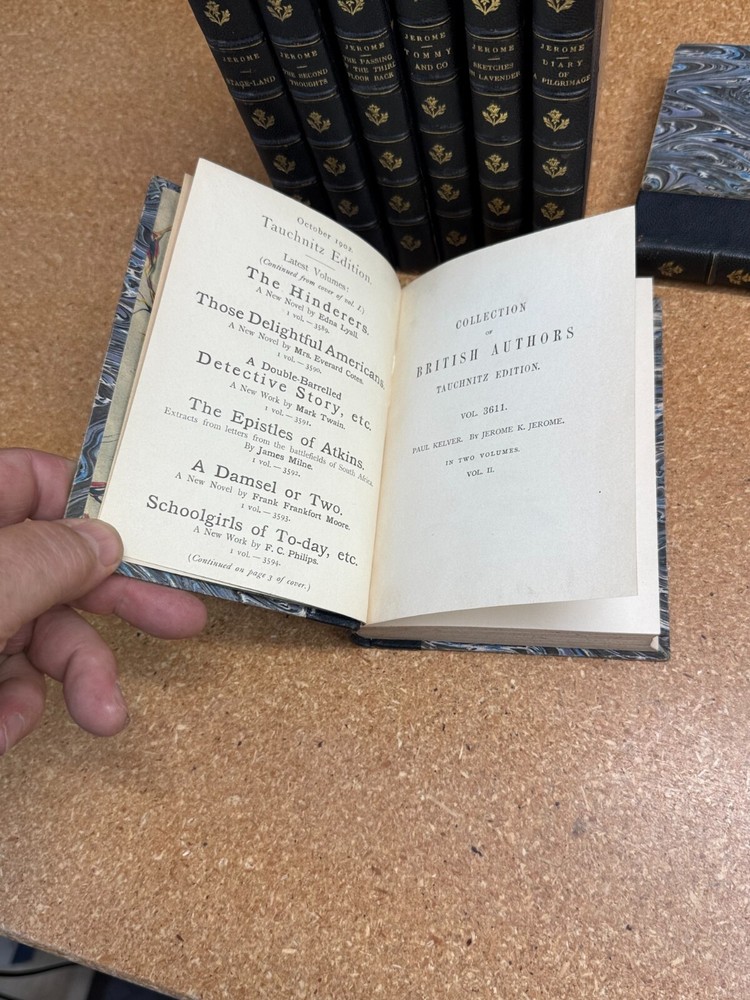 JEROME
STAGE-LAND
JEROME
THE SECOND
THOUGHTS
JEROME
THE PASSING
OF THE THIRD
FLOOR BACK
JEROME
TOMMY
AND CO
JEROME
SKETCHES
IN LAVENDER
JEROME
DIARY
OF
A PILGRIMAGE
October 1902.
Tauchnitz Edition.
Latest Volumes:
(Continued from cover of vol. I.)
The Hinderers.
A New Novel by Edna Lyall.
1 vol.—3589.
Those Delightful Americans.
A New Novel by Mrs. Everard Cotes.
1 vol.—3590.
A Double-Barrelled
Detective Story, etc.
A New Work by Mark Twain.
1 vol.—3591.
The Epistles of Atkins.
Extracts from letters from the battlefields of South Africa.
By James Milne.
1 vol.—3592.
A Damsel or Two.
A New Novel by Frank Frankfort Moore.
1 vol.—3593.
Schoolgirls of To-day, etc.
A New Work by F. C. Philips.
1 vol.—3594.
(Continued on page 3 of cover.)
COLLECTION
OF
BRITISH AUTHORS
TAUCHNITZ EDITION.
VOL. 3611.
PAUL KELVER. By JEROME K. JEROME.
IN TWO VOLUMES.
VOL. II.